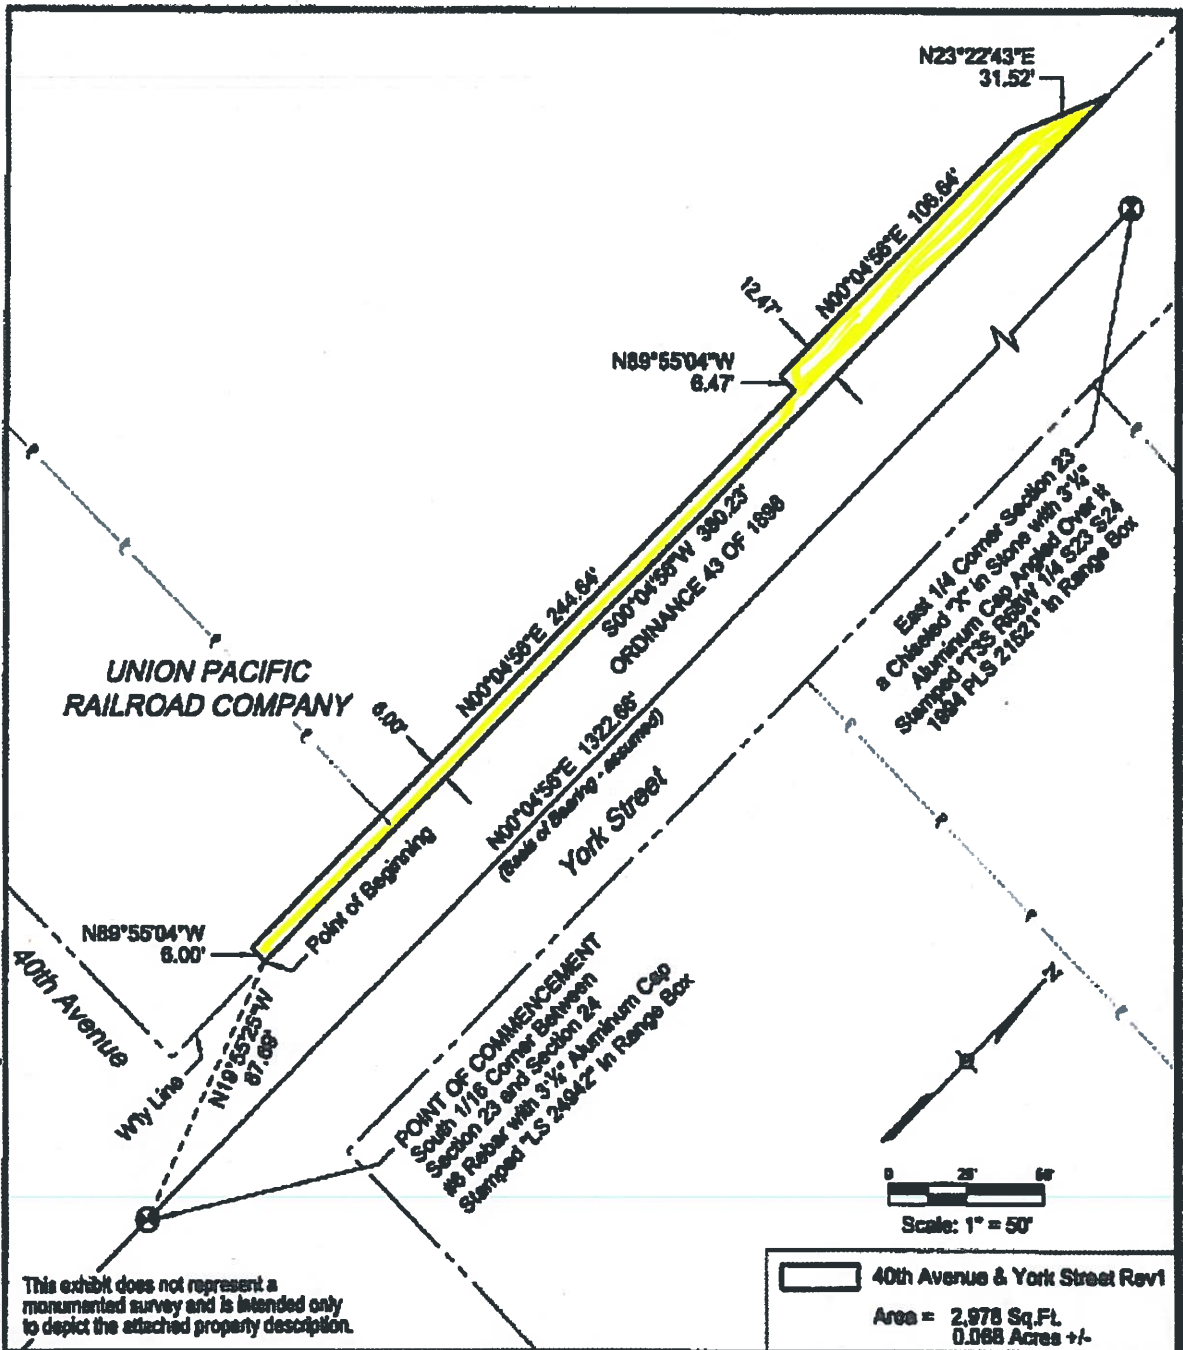 N23°22'43"E
31.52'
N00°04'56"E 106.64'
12.47'
N89°55'04"W
6.47'
N00°04'56"E 244.64'
S00°04'56"W 380.23'
ORDINANCE 43 OF 1898
UNION PACIFIC
RAILROAD COMPANY
6.00'
N00°04'56"E 1322.66'
(Basis of Bearing - assumed)
York Street
East 1/4 Corner Section 23
a Chiseled "X" in Stone with 3¼"
Aluminum Cap Angled Over It
Stamped "T3S R68W 1/4 S23 S24
1994 PLS 21521" in Range Box
Point of Beginning
N89°55'04"W
6.00'
40th Avenue
W'ly Line
N19°55'25"W
87.69'
POINT OF COMMENCEMENT
South 1/16 Corner Between
Section 23 and Section 24
#6 Rebar with 3¼" Aluminum Cap
Stamped "LS 24942" in Range Box
N
0 25' 50'
Scale: 1" = 50'
40th Avenue & York Street Rev1
Area = 2,978 Sq.Ft.
0.068 Acres +/-
This exhibit does not represent a
monumented survey and is intended only
to depict the attached property description.